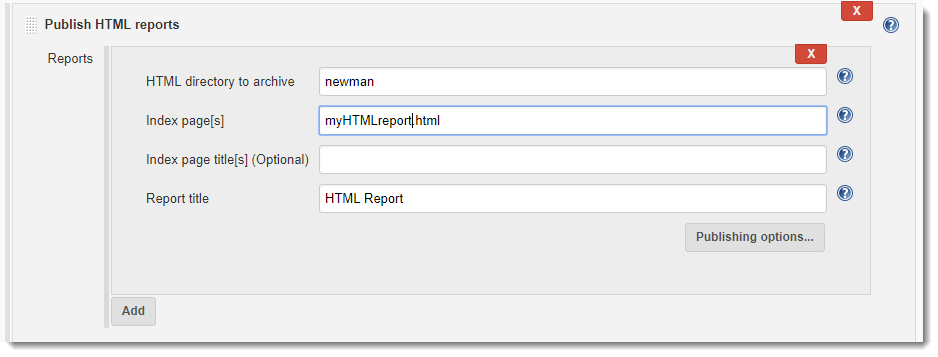 Publish HTML reports
X
?
Reports
X
HTML directory to archive newman ?
Index page[s] myHTMLreport.html ?
Index page title[s] (Optional) ?
Report title HTML Report ?
Publishing options...
Add